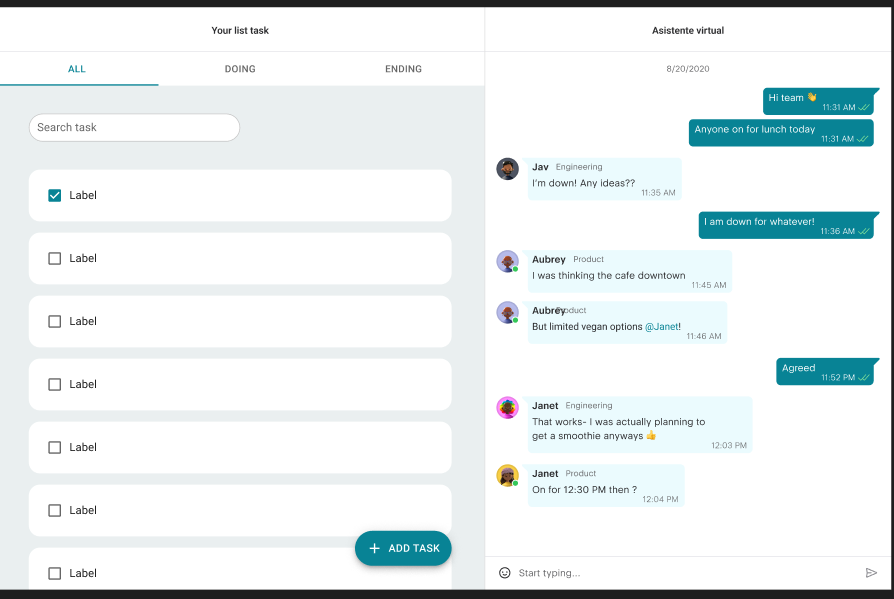 Your list task
ALL
DOING
ENDING
Search task
Label
Label
Label
Label
Label
Label
Label
ADD TASK
Asistente virtual
8/20/2020
Hi team 👋
11:31 AM
Anyone on for lunch today
11:31 AM
Jav Engineering
I'm down! Any ideas??
11:35 AM
I am down for whatever!
11:36 AM
Aubrey Product
I was thinking the cafe downtown
11:45 AM
Aubrey Product
But limited vegan options @Janet!
11:46 AM
Agreed
11:52 PM
Janet Engineering
That works- I was actually planning to
get a smoothie anyways 👍
12:03 PM
Janet Product
On for 12:30 PM then ?
12:04 PM
Start typing...